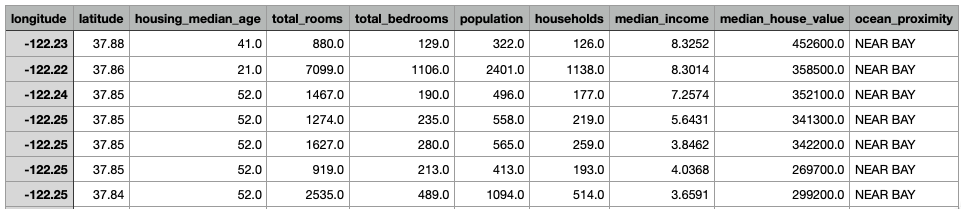 longitude latitude housing_median_age total_rooms total_bedrooms population households median_income median_house_value ocean_proximity
-122.23 37.88 41.0 880.0 129.0 322.0 126.0 8.3252 452600.0 NEAR BAY
-122.22 37.86 21.0 7099.0 1106.0 2401.0 1138.0 8.3014 358500.0 NEAR BAY
-122.24 37.85 52.0 1467.0 190.0 496.0 177.0 7.2574 352100.0 NEAR BAY
-122.25 37.85 52.0 1274.0 235.0 558.0 219.0 5.6431 341300.0 NEAR BAY
-122.25 37.85 52.0 1627.0 280.0 565.0 259.0 3.8462 342200.0 NEAR BAY
-122.25 37.85 52.0 919.0 213.0 413.0 193.0 4.0368 269700.0 NEAR BAY
-122.25 37.84 52.0 2535.0 489.0 1094.0 514.0 3.6591 299200.0 NEAR BAY